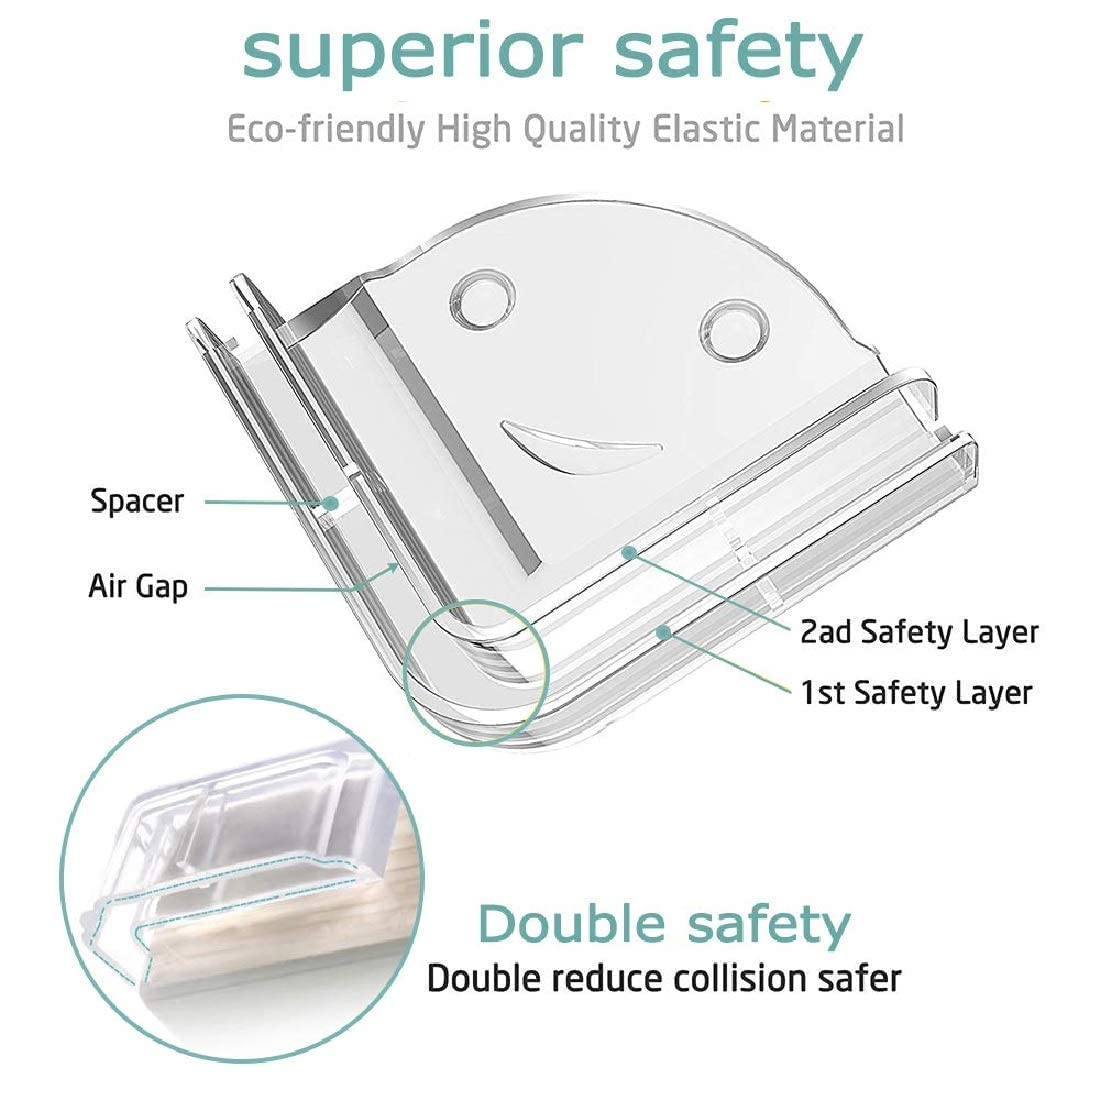 superior safety
Eco-friendly High Quality Elastic Material
Spacer
Air Gap
2ad Safety Layer
1st Safety Layer
Double safety
Double reduce collision safer